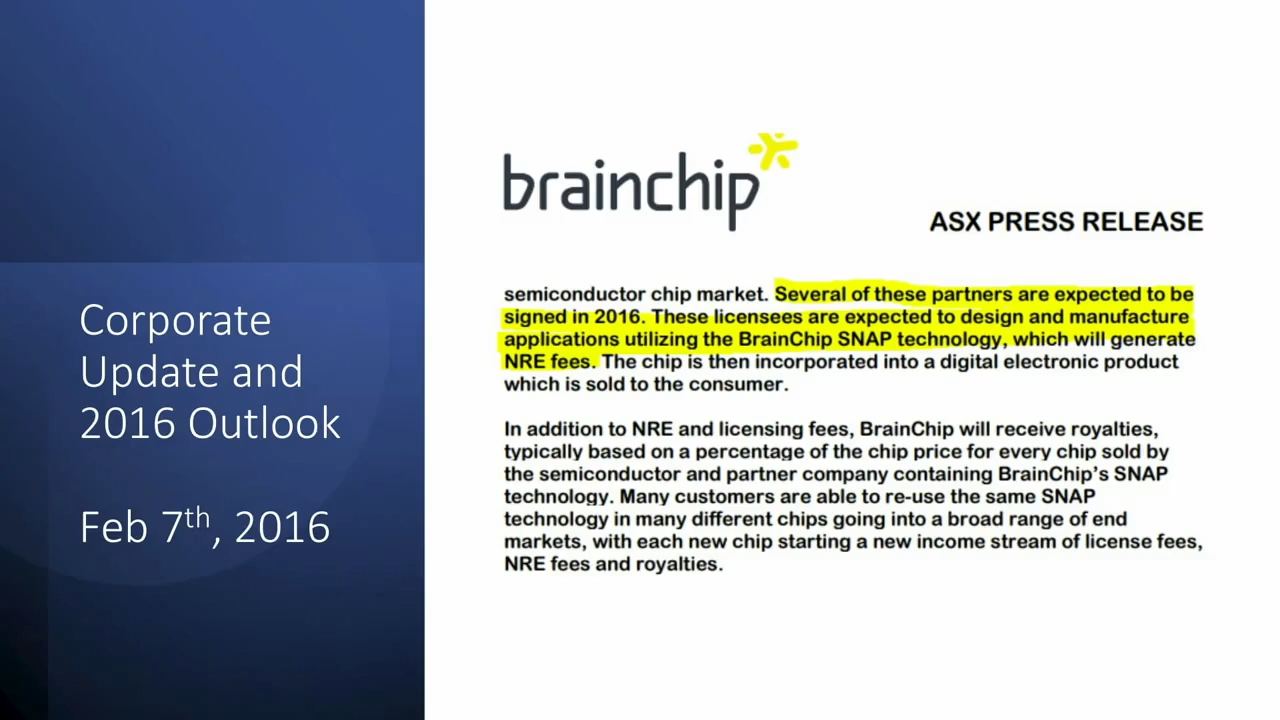 Corporate
Update and
2016 Outlook
Feb 7th, 2016
brainchip
ASX PRESS RELEASE
semiconductor chip market. Several of these partners are expected to be
signed in 2016. These licensees are expected to design and manufacture
applications utilizing the BrainChip SNAP technology, which will generate
NRE fees. The chip is then incorporated into a digital electronic product
which is sold to the consumer.
In addition to NRE and licensing fees, BrainChip will receive royalties,
typically based on a percentage of the chip price for every chip sold by
the semiconductor and partner company containing BrainChip's SNAP
technology. Many customers are able to re-use the same SNAP
technology in many different chips going into a broad range of end
markets, with each new chip starting a new income stream of license fees,
NRE fees and royalties.